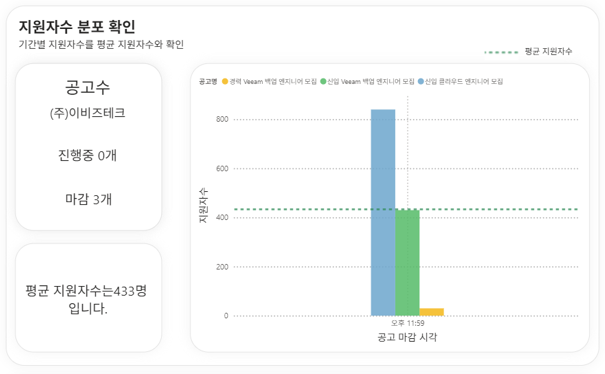 지원자수 분포 확인
기간별 지원자수를 평균 지원자수와 확인
평균 지원자수
공고수
(주)이비즈테크
진행중 0개
마감 3개
평균 지원자수는433명
입니다.
공고명 경력 Veeam 백업 엔지니어 모집 신입 Veeam 백업 엔지니어 모집 신입 클라우드 엔지니어 모집
지원자수
800
600
400
200
0
오후 11:59
공고 마감 시각